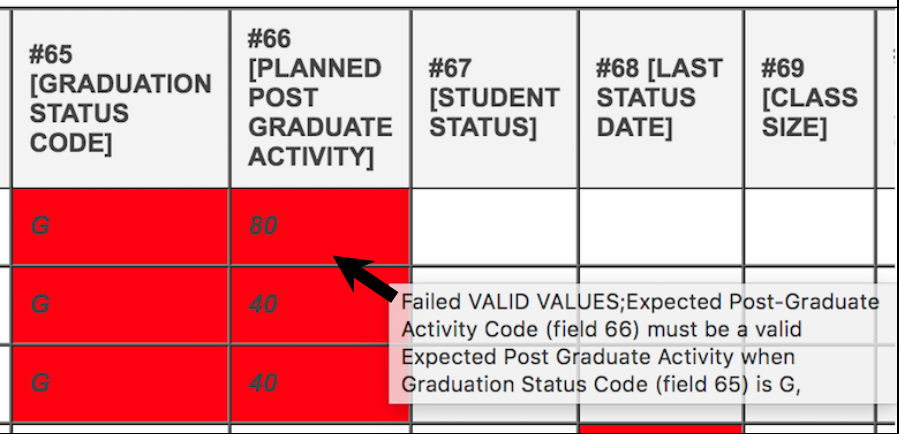 #65
[GRADUATION
STATUS
CODE]
#66
[PLANNED
POST
GRADUATE
ACTIVITY]
#67
[STUDENT
STATUS]
#68 [LAST
STATUS
DATE]
#69
[CLASS
SIZE]
G
80
G
40
G
40
Failed VALID VALUES;Expected Post-Graduate
Activity Code (field 66) must be a valid
Expected Post Graduate Activity when
Graduation Status Code (field 65) is G,